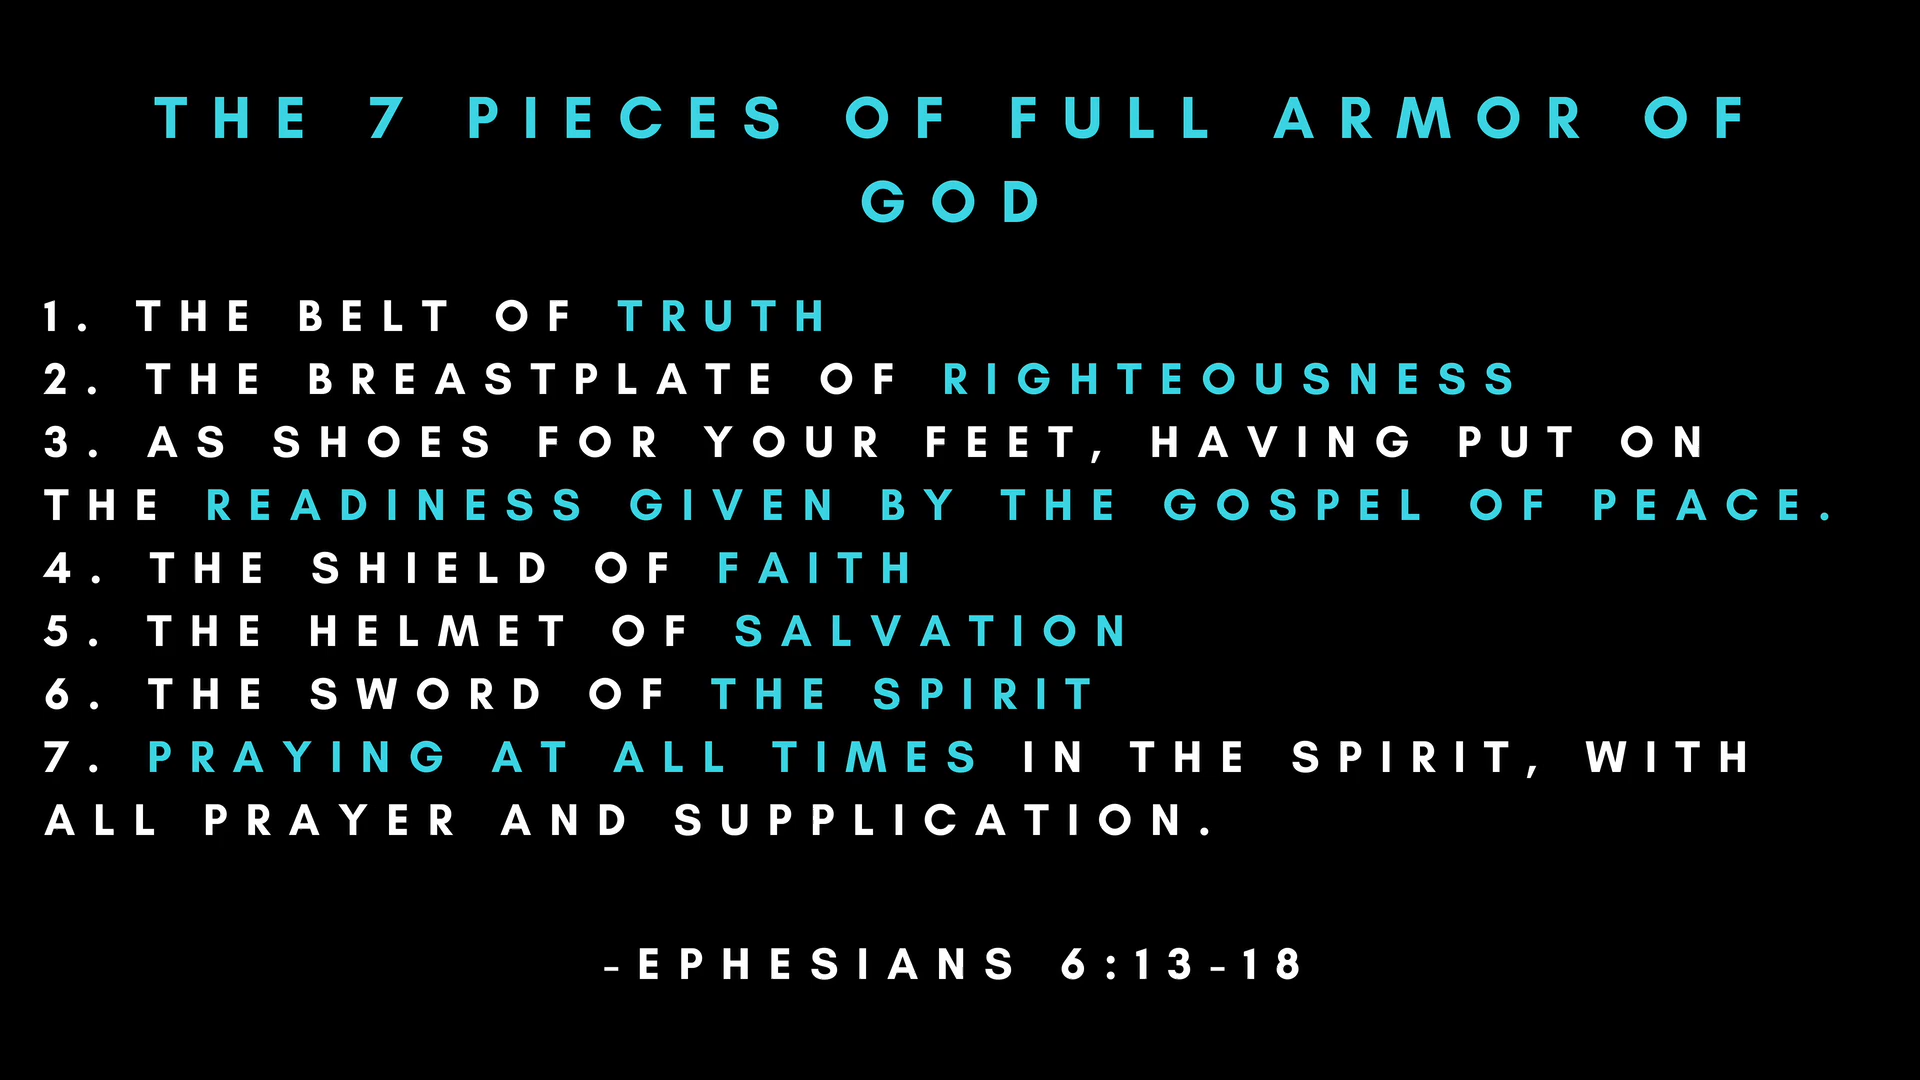 THE 7 PIECES OF FULL ARMOR OF
GOD
1. THE BELT OF TRUTH
2. THE BREASTPLATE OF RIGHTEOUSNESS
3. AS SHOES FOR YOUR FEET, HAVING PUT ON
THE READINESS GIVEN BY THE GOSPEL OF PEACE.
4. THE SHIELD OF FAITH
5. THE HELMET OF SALVATION
6. THE SWORD OF THE SPIRIT
7. PRAYING AT ALL TIMES IN THE SPIRIT, WITH
ALL PRAYER AND SUPPLICATION.
-EPHESIANS 6:13-18